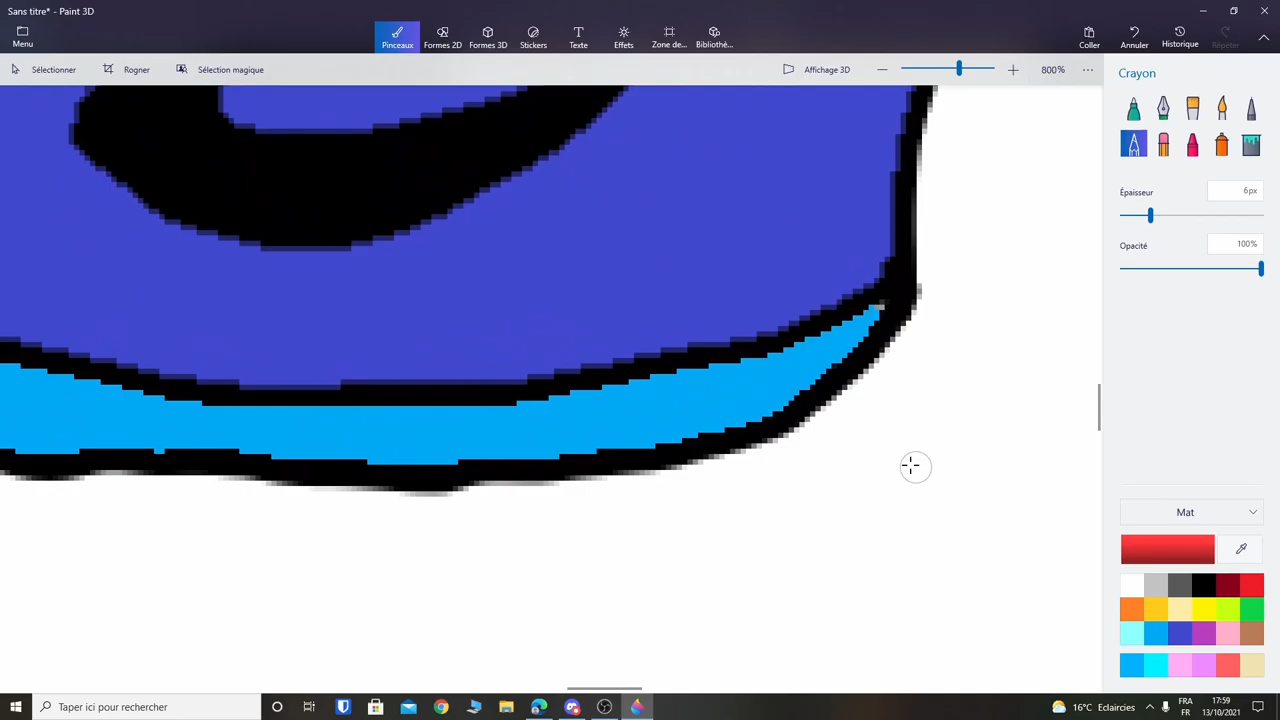 Sans titre* - Paint 3D
Menu
Pinceaux
Formes 2D
Formes 3D
Stickers
Texte
Effets
Zone de...
Bibliothè...
Coller
Annuler
Historique
Répéter
Sélectionner
Rogner
Sélection magique
Affichage 3D
800%
Crayon
Épaisseur
6px
Opacité
100%
Mat
Taper ici pour rechercher
16°C Eclaircies
FRA
FR
17:59
13/10/2021